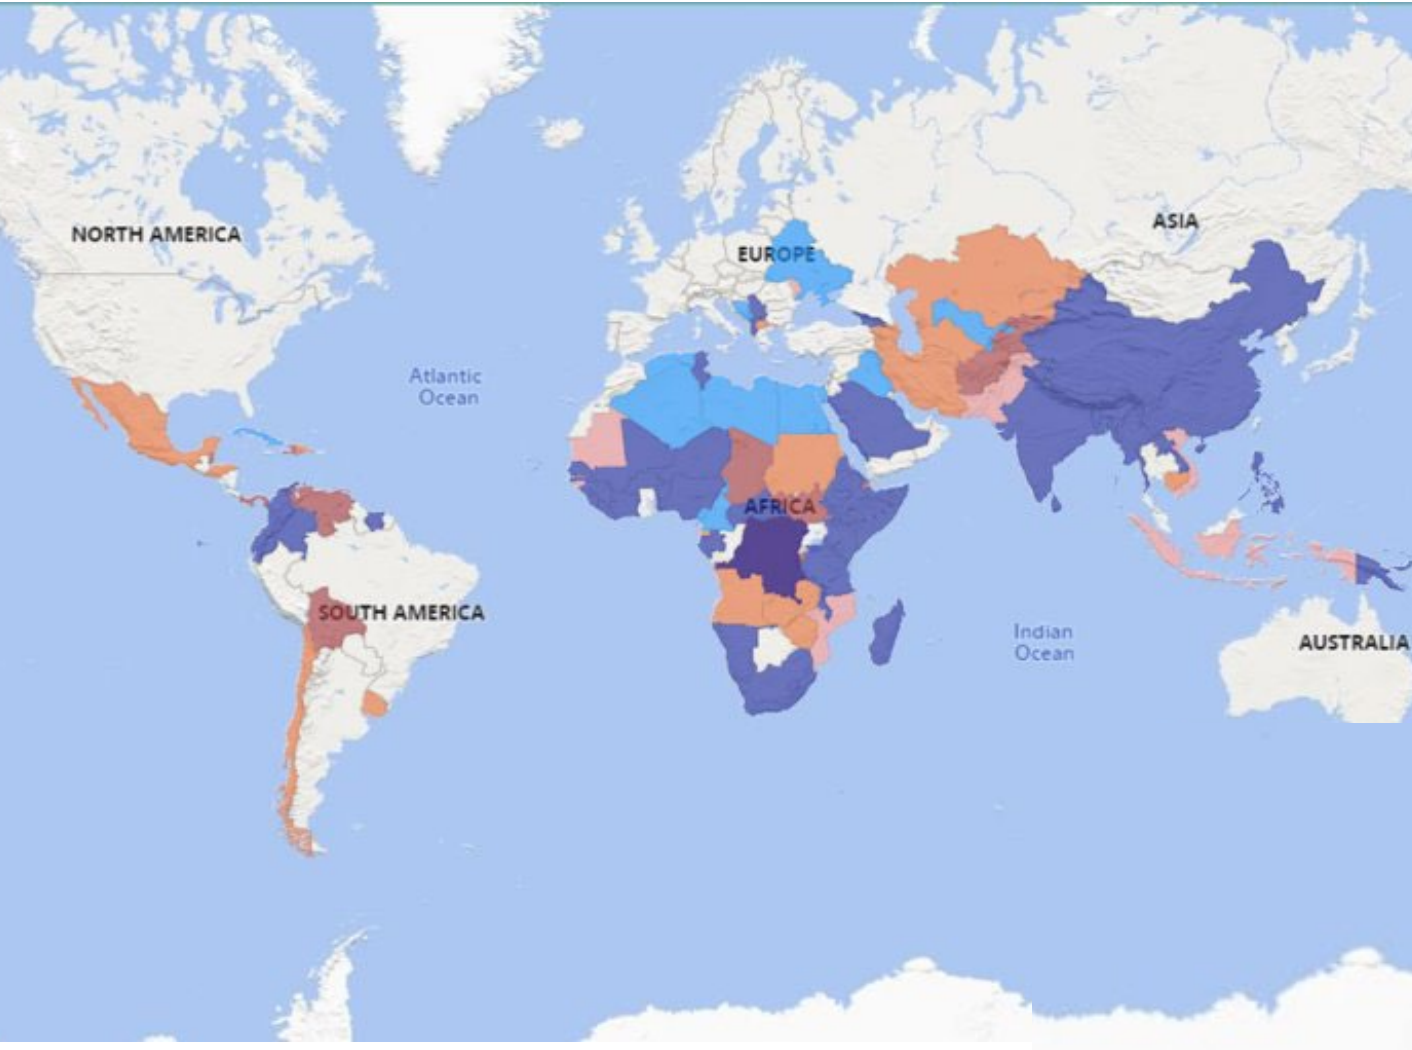 ASIA
NORTH AMERICA
EUROPE
Atlantic
Ocean
AFRICA
SOUTH AMERICA
Indian
Ocean
AUSTRALIA